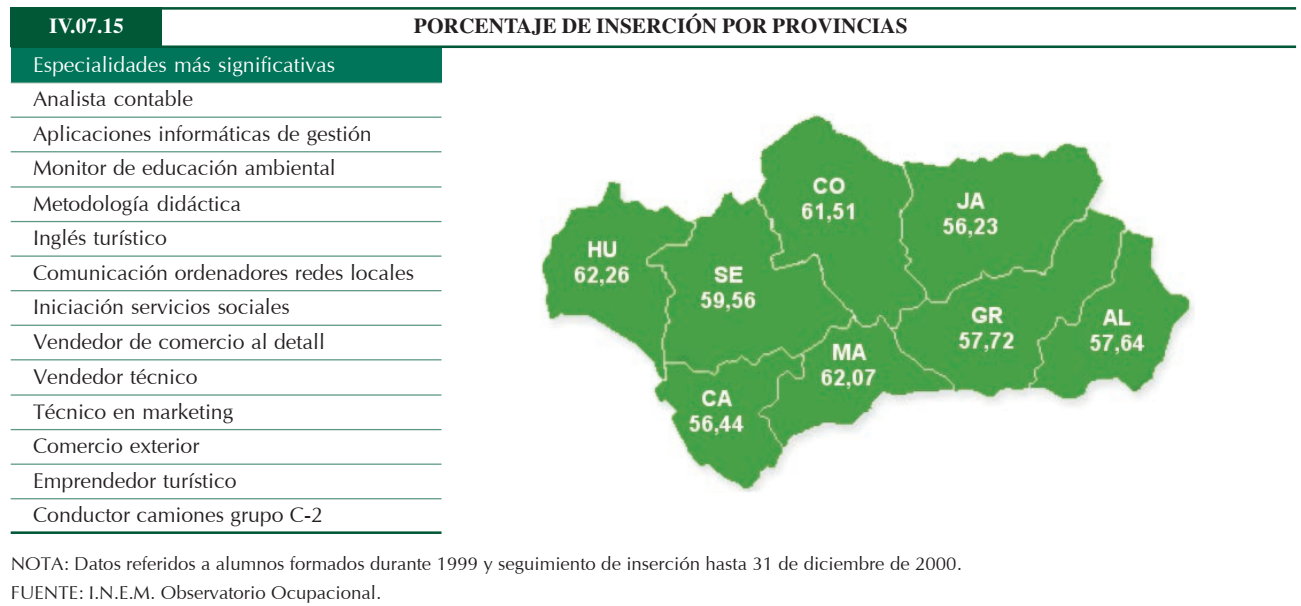 IV.07.15 PORCENTAJE DE INSERCIÓN POR PROVINCIAS
Especialidades más significativas
Analista contable
Aplicaciones informáticas de gestión
Monitor de educación ambiental
Metodología didáctica
Inglés turístico
Comunicación ordenadores redes locales
Iniciación servicios sociales
Vendedor de comercio al detall
Vendedor técnico
Técnico en marketing
Comercio exterior
Emprendedor turístico
Conductor camiones grupo C-2
CO
61,51
JA
56,23
HU
62,26
SE
59,56
GR
57,72
AL
57,64
MA
62,07
CA
56,44
NOTA: Datos referidos a alumnos formados durante 1999 y seguimiento de inserción hasta 31 de diciembre de 2000.
FUENTE: I.N.E.M. Observatorio Ocupacional.